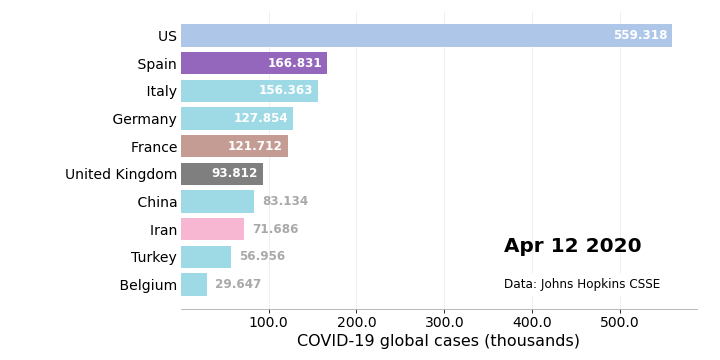 US 559.318
Spain 166.831
Italy 156.363
Germany 127.854
France 121.712
United Kingdom 93.812
China 83.134
Iran 71.686
Turkey 56.956
Belgium 29.647
Apr 12 2020
Data: Johns Hopkins CSSE
100.0 200.0 300.0 400.0 500.0
COVID-19 global cases (thousands)